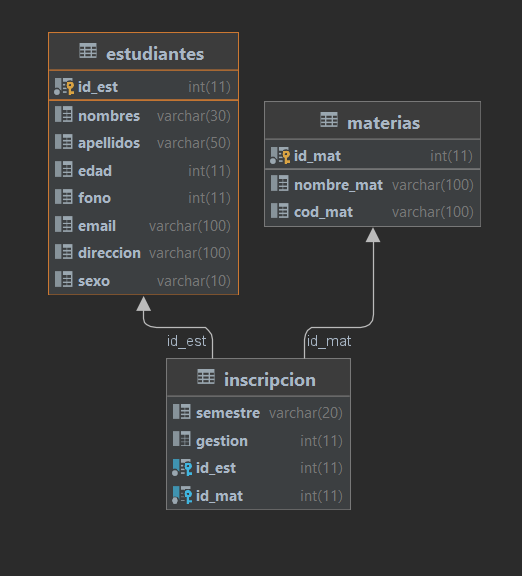 estudiantes
id_est int(11)
nombres varchar(30)
apellidos varchar(50)
edad int(11)
fono int(11)
email varchar(100)
direccion varchar(100)
sexo varchar(10)
materias
id_mat int(11)
nombre_mat varchar(100)
cod_mat varchar(100)
id_est
id_mat
inscripcion
semestre varchar(20)
gestion int(11)
id_est int(11)
id_mat int(11)